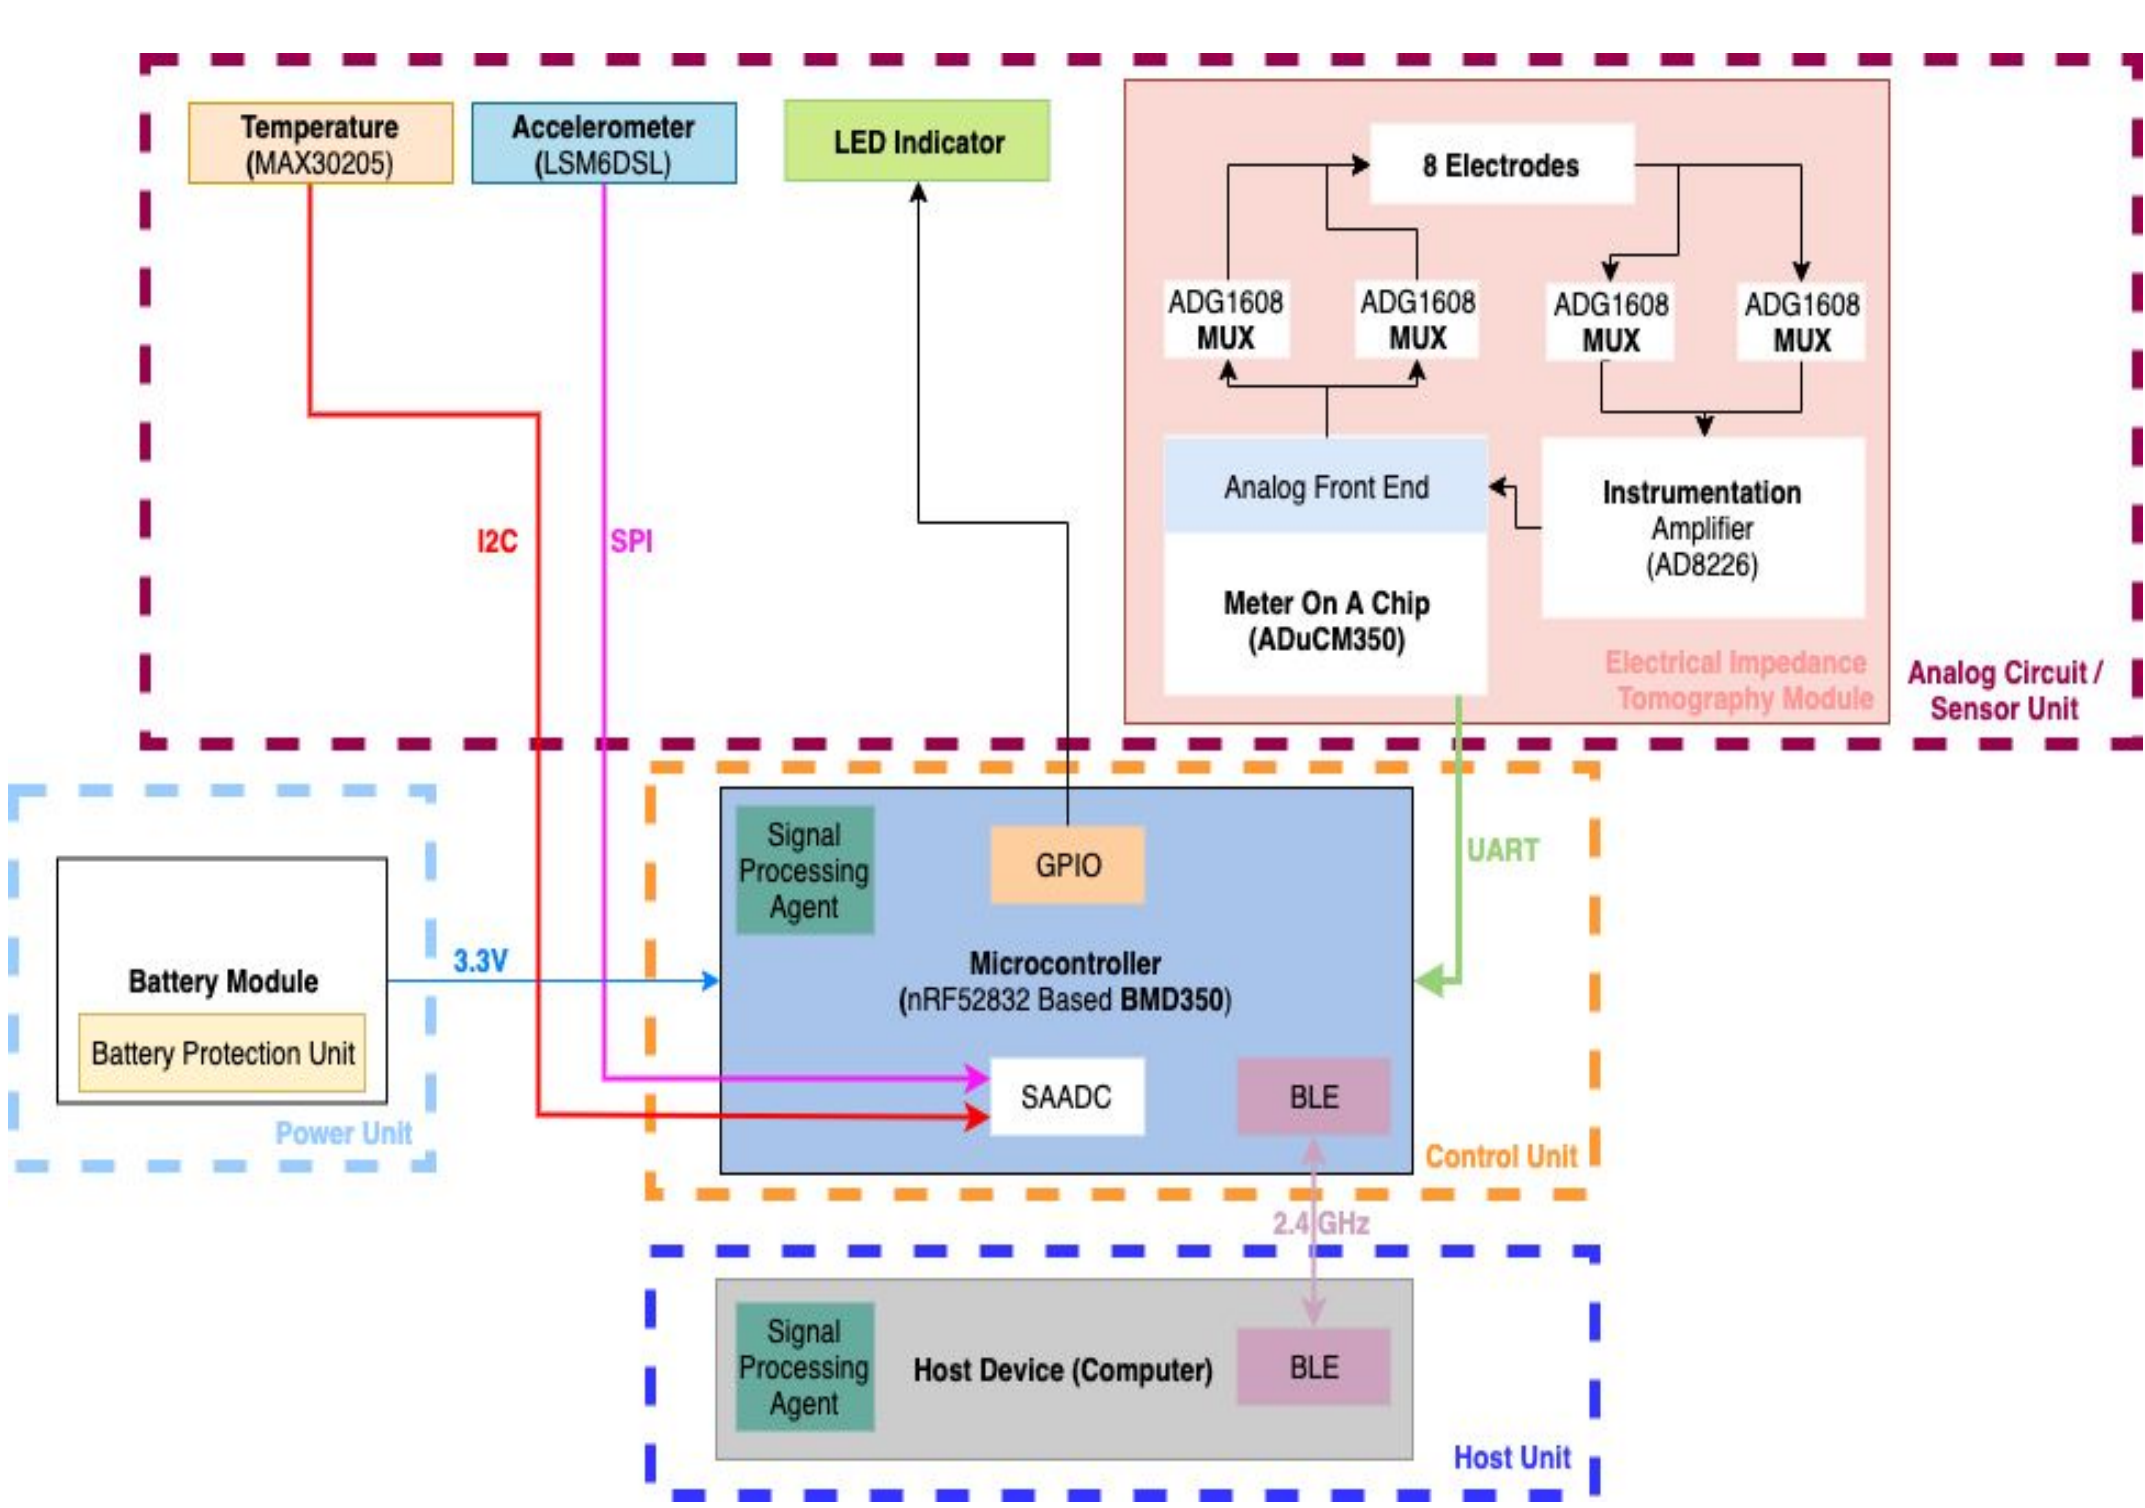 Temperature
(MAX30205)
Accelerometer
(LSM6DSL)
LED Indicator
8 Electrodes
ADG1608
MUX
ADG1608
MUX
ADG1608
MUX
ADG1608
MUX
Analog Front End
Meter On A Chip
(ADuCM350)
Instrumentation
Amplifier
(AD8226)
Electrical Impedance
Tomography Module
Analog Circuit /
Sensor Unit
I2C
SPI
UART
Signal
Processing
Agent
GPIO
Microcontroller
(nRF52832 Based BMD350)
SAADC
BLE
Control Unit
3.3V
Battery Module
Battery Protection Unit
Power Unit
2.4 GHz
Signal
Processing
Agent
Host Device (Computer)
BLE
Host Unit